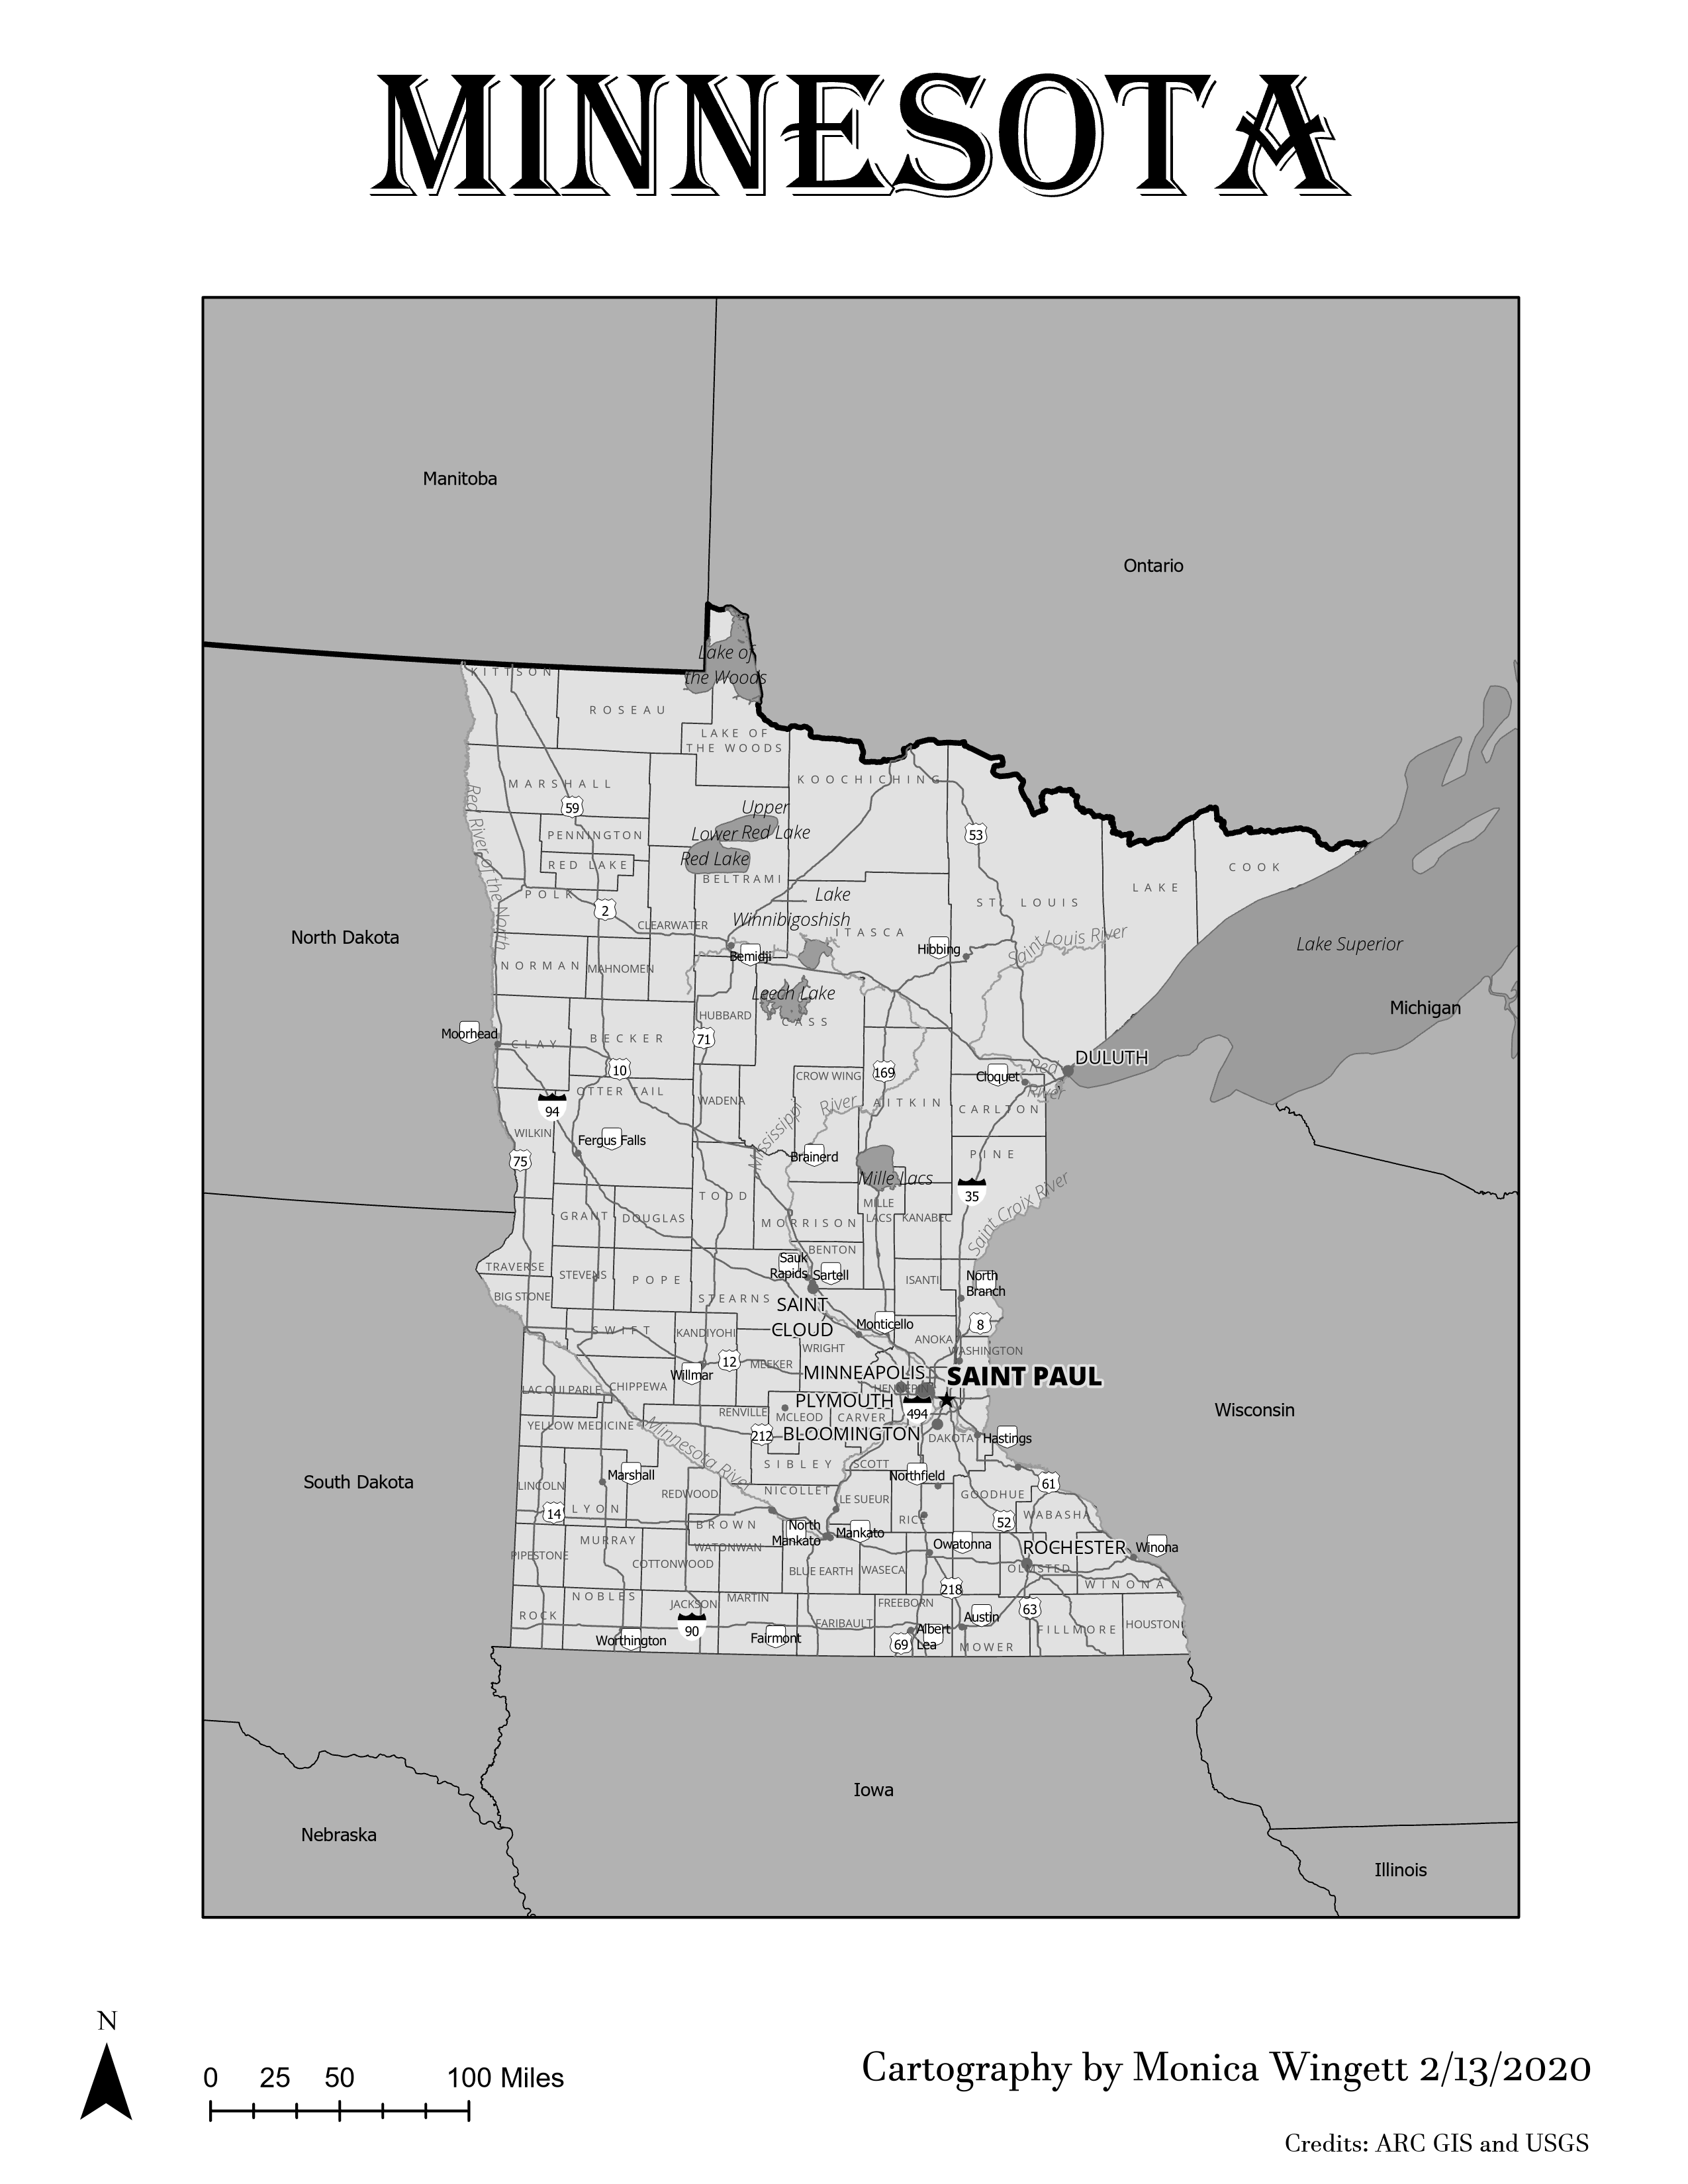 MINNESOTA
Manitoba
Ontario
Lake of
the Woods
KITTSON
ROSEAU
LAKE OF
THE WOODS
KOOCHICHING
MARSHALL
59
Upper
Red Lake
Lower
Red Lake
53
PENNINGTON
RED LAKE
COOK
BELTRAMI
LAKE
POLK
Lake
Winnibigoshish
ST. LOUIS
2
CLEARWATER
ITASCA
Red River of the North
North Dakota
Hibbing
Saint Louis River
Lake Superior
Bemidji
NORMAN
MAHNOMEN
Leech Lake
Michigan
HUBBARD
CASS
Moorhead
CLAY
BECKER
71
DULUTH
10
169
Red
River
CROW WING
Cloquet
OTTER TAIL
94
WADENA
Mississippi River
AITKIN
CARLTON
WILKIN
Fergus Falls
75
Brainerd
PINE
Mille Lacs
35
TODD
MILLE
LACS
KANABEC
Saint Croix River
GRANT
DOUGLAS
MORRISON
BENTON
TRAVERSE
STEVENS
POPE
Sauk
Rapids
Sartell
ISANTI
North
Branch
BIG STONE
STEARNS
SAINT
CLOUD
Monticello
8
SWIFT
KANDIYOHI
ANOKA
WRIGHT
WASHINGTON
12
MEEKER
Willmar
MINNEAPOLIS
SAINT PAUL
LAC QUI PARLE
CHIPPEWA
HENNEPIN
PLYMOUTH
494
RENVILLE
MCLEOD
CARVER
Wisconsin
YELLOW MEDICINE
212
BLOOMINGTON
DAKOTA
Hastings
Minnesota River
SIBLEY
SCOTT
South Dakota
Marshall
Northfield
61
LINCOLN
REDWOOD
NICOLLET
LE SUEUR
GOODHUE
14
LYON
RICE
52
WABASHA
BROWN
North
Mankato
Mankato
MURRAY
WATONWAN
Owatonna
ROCHESTER
Winona
PIPESTONE
COTTONWOOD
BLUE EARTH
WASECA
OLMSTED
218
WINONA
NOBLES
JACKSON
MARTIN
FREEBORN
63
ROCK
90
FARIBAULT
Austin
FILLMORE
HOUSTON
Worthington
Fairmont
69
Albert
Lea
MOWER
Iowa
Nebraska
Illinois
N
0 25 50 100 Miles
Cartography by Monica Wingett 2/13/2020
Credits: ARC GIS and USGS